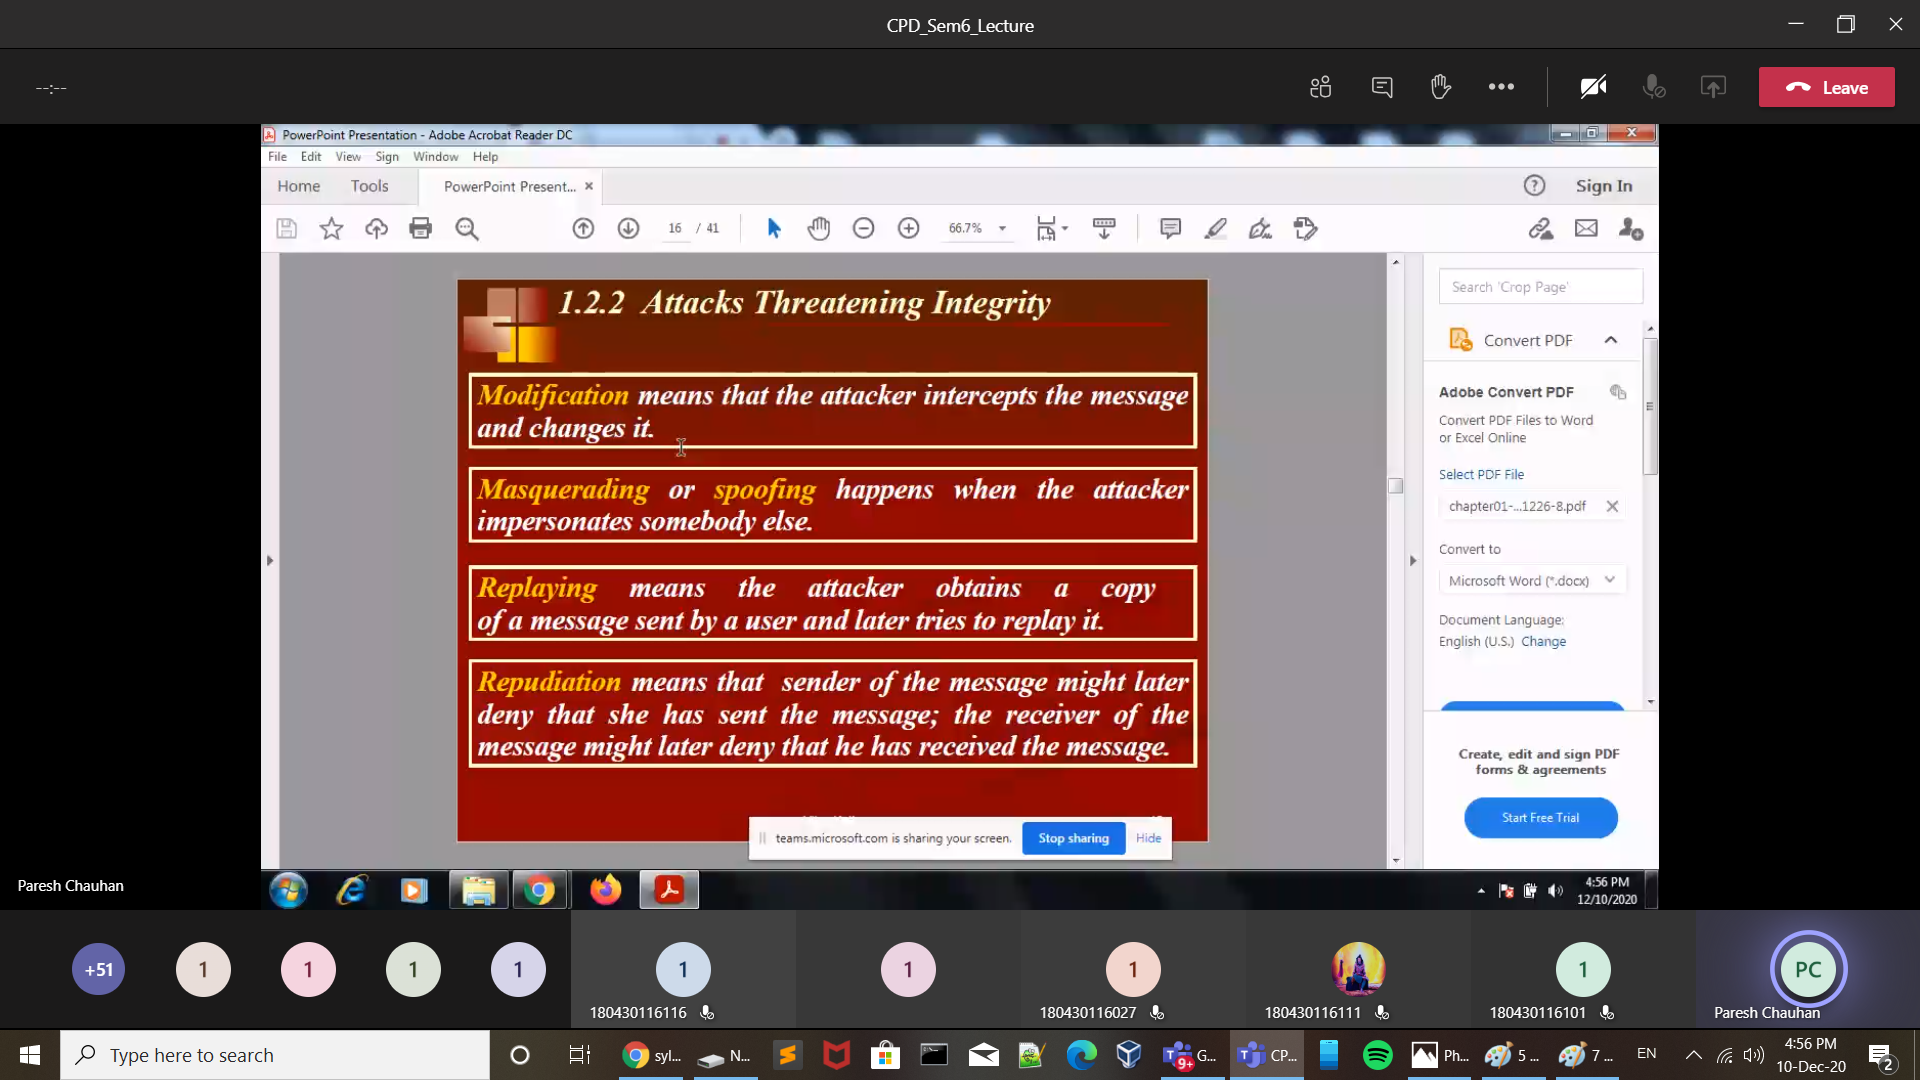 CPD_Sem6_Lecture
--:--
Leave
PowerPoint Presentation - Adobe Acrobat Reader DC
File Edit View Sign Window Help
Home Tools PowerPoint Present... × Sign In
16 / 41 66.7%
1.2.2 Attacks Threatening Integrity
Modification means that the attacker intercepts the message
and changes it.
Masquerading or spoofing happens when the attacker
impersonates somebody else.
Replaying means the attacker obtains a copy
of a message sent by a user and later tries to replay it.
Repudiation means that sender of the message might later
deny that she has sent the message; the receiver of the
message might later deny that he has received the message.
Search 'Crop Page'
Convert PDF
Adobe Convert PDF
Convert PDF Files to Word
or Excel Online
Select PDF File
chapter01-...1226-8.pdf
Convert to
Microsoft Word (*.docx)
Document Language:
English (U.S.) Change
Create, edit and sign PDF
forms & agreements
Start Free Trial
teams.microsoft.com is sharing your screen. Stop sharing Hide
Paresh Chauhan
4:56 PM
12/10/2020
+51 1 1 1 1 1 1 1 1 PC
180430116116 180430116027 180430116111 180430116101 Paresh Chauhan
Type here to search
syl... N... 9+ G... CP... Ph... 5 ... 7 ... EN
4:56 PM
10-Dec-20
2